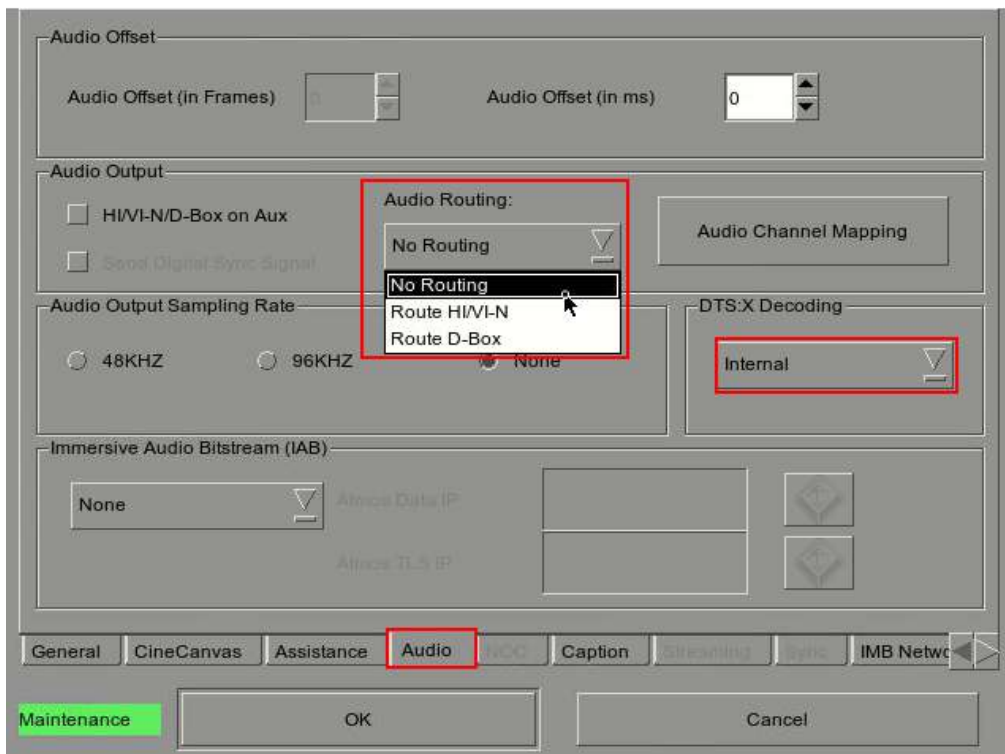 Audio Offset
Audio Offset (in Frames)
0
Audio Offset (in ms)
0
Audio Output
HI/VI-N/D-Box on Aux
Send Digital Sync Signal
Audio Routing:
No Routing
No Routing
Route HI/VI-N
Route D-Box
Audio Channel Mapping
Audio Output Sampling Rate
48KHZ
96KHZ
None
DTS:X Decoding
Internal
Immersive Audio Bitstream (IAB)
None
Atmos Data IP
Atmos TLS IP
General CineCanvas Assistance Audio NOC Caption Streaming Sync IMB Netwo
Maintenance
OK
Cancel